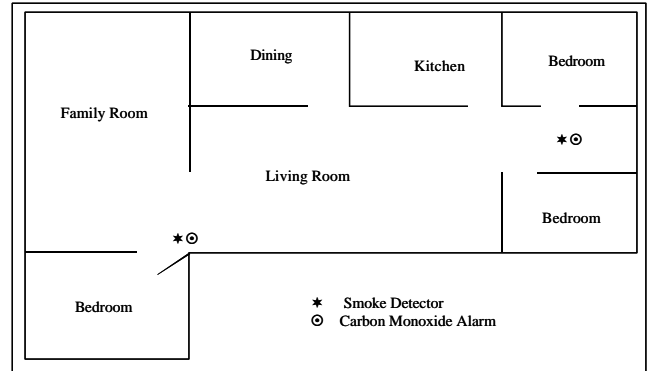 Dining
Kitchen
Bedroom
Family Room
Living Room
Bedroom
Bedroom
Smoke Detector
Carbon Monoxide Alarm